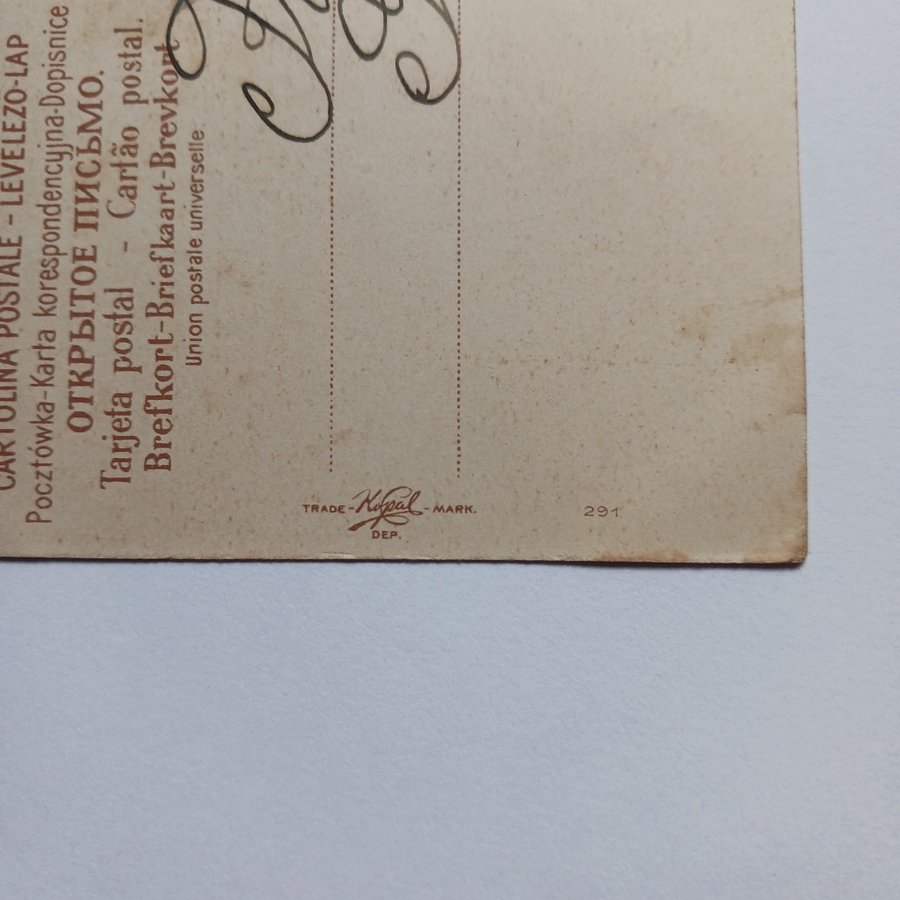 CARTOLINA POSTALE - LEVELEZŐ-LAP
Pocztówka-Karta korespondencyjna-Dopisnice
ОТКРЫТОЕ ПИСЬМО.
Tarjeta postal - Cartão postal.
Brefkort-Briefkaart-Brevkort
Union postale universelle:
TRADE - Kopal - MARK.
DEP.
291